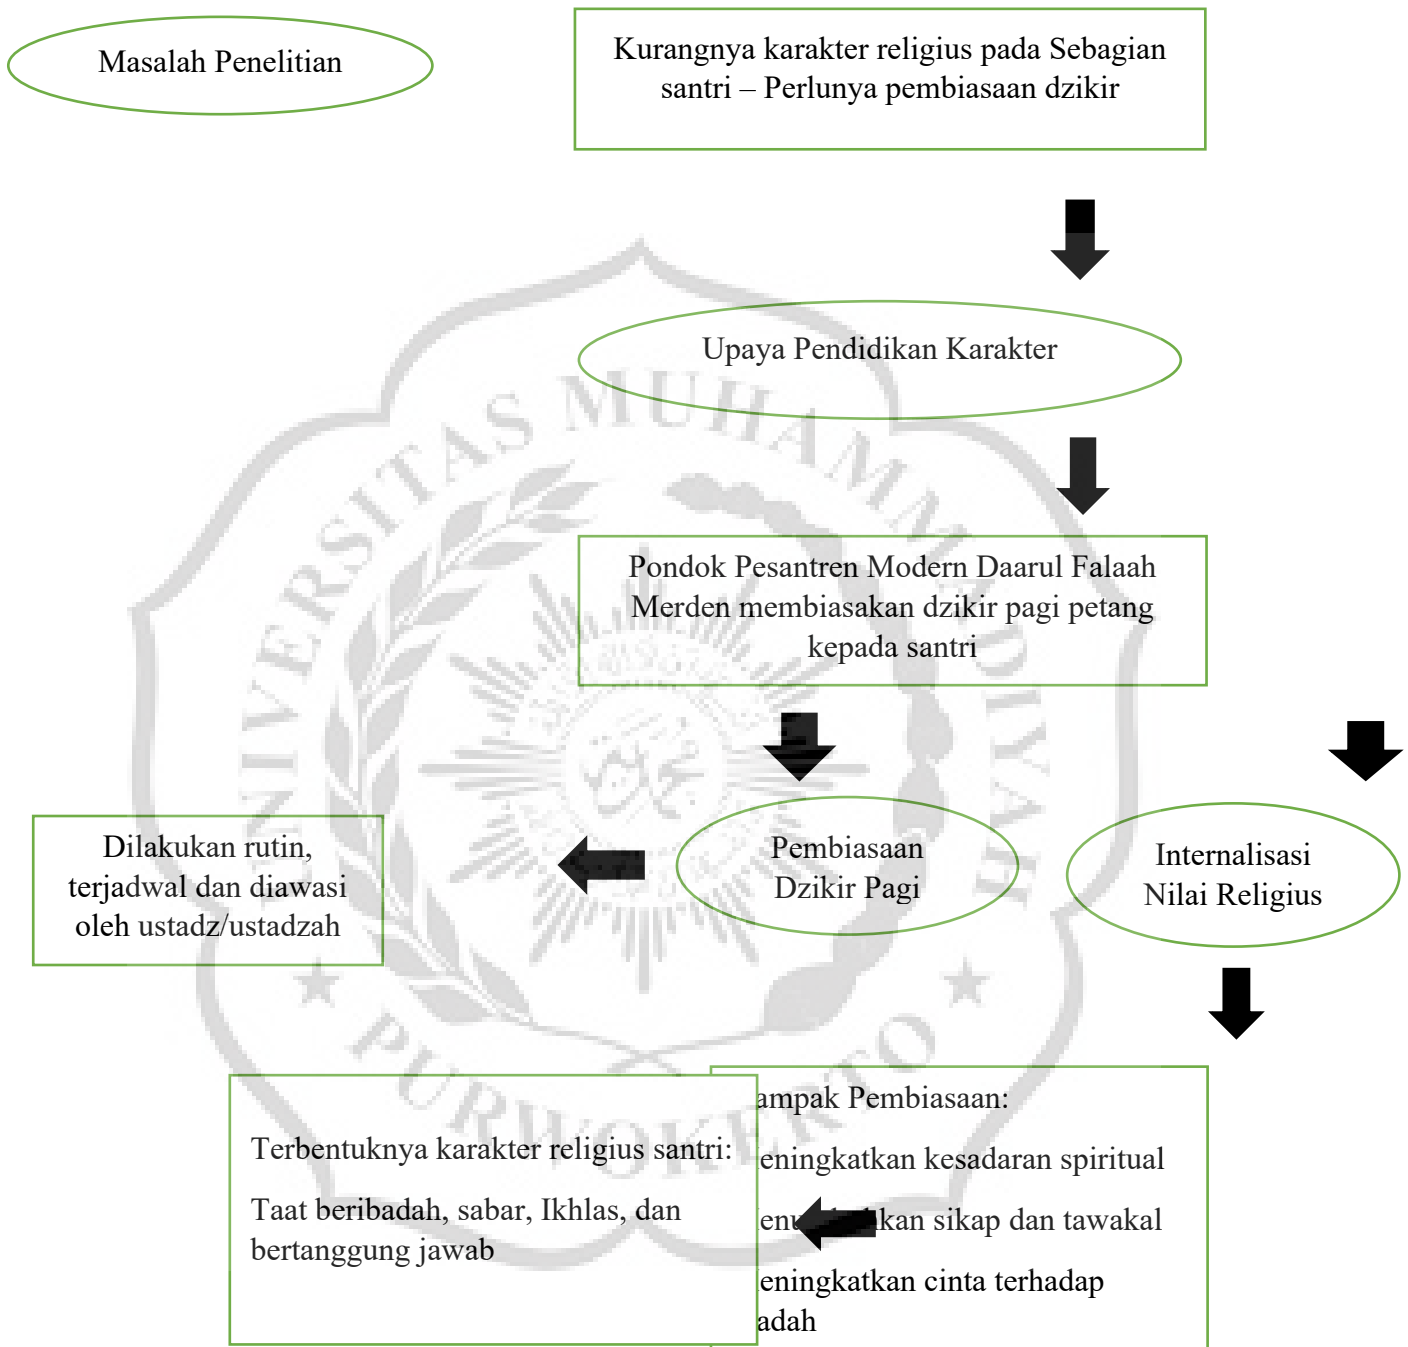 Masalah Penelitian
Kurangnya karakter religius pada Sebagian
santri – Perlunya pembiasaan dzikir
Upaya Pendidikan Karakter
Pondok Pesantren Modern Daarul Falaah
Merden membiasakan dzikir pagi petang
kepada santri
Pembiasaan
Dzikir Pagi
Internalisasi
Nilai Religius
Dilakukan rutin,
terjadwal dan diawasi
oleh ustadz/ustadzah
ampak Pembiasaan:
eningkatkan kesadaran spiritual
sikap dan tawakal
eningkatkan cinta terhadap
adah
Terbentuknya karakter religius santri:
Taat beribadah, sabar, Ikhlas, dan
bertanggung jawab
UNIVERSITAS MUHAMMADIYAH
PURWOKERTO